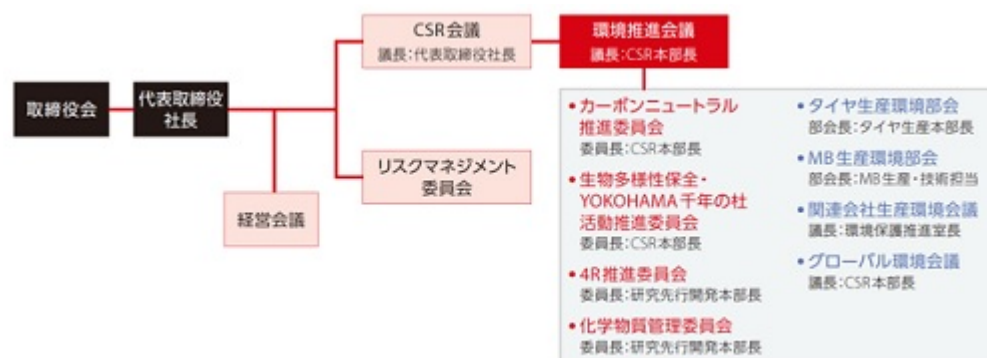 取締役会
代表取締役
社長
経営会議
CSR会議
議長:代表取締役社長
リスクマネジメント
委員会
環境推進会議
議長:CSR本部長
•カーボンニュートラル
推進委員会
委員長:CSR本部長
•生物多様性保全・
YOKOHAMA千年の杜
活動推進委員会
委員長:CSR本部長
•4R推進委員会
委員長:研究先行開発本部長
•化学物質管理委員会
委員長:研究先行開発本部長
•タイヤ生産環境部会
部会長:タイヤ生産本部長
•MB生産環境部会
部会長:MB生産・技術担当
•関連会社生産環境会議
議長:環境保護推進室長
•グローバル環境会議
議長:CSR本部長